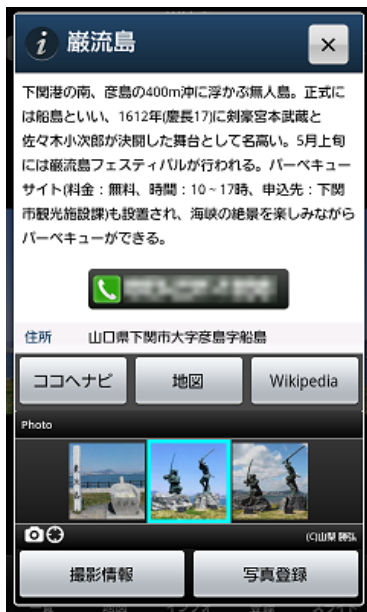 巌流島
下関港の南、彦島の400m沖に浮かぶ無人島。正式に
は船島といい、1612年(慶長17)に剣豪宮本武蔵と
佐々木小次郎が決闘した舞台として名高い。5月上旬
には巌流島フェスティバルが行われる。バーベキュー
サイト(料金：無料、時間：10～17時、申込先：下関
市観光施設課)も設置され、海峡の絶景を楽しみながら
バーベキューができる。
住所 山口県下関市大字彦島字船島
ココへナビ 地図 Wikipedia
Photo
(C)山梨 勝弘
撮影情報 写真登録